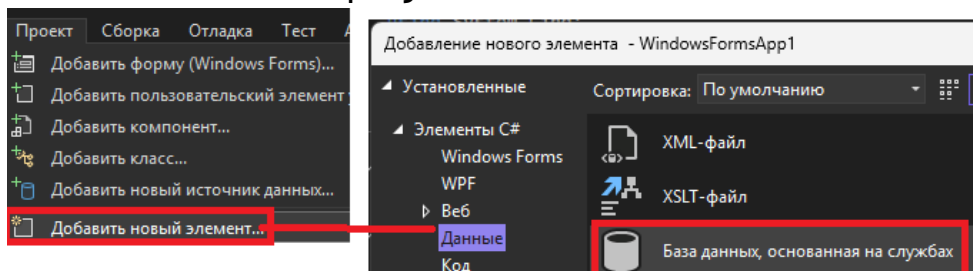 Проект Сборка Отладка Тест
Добавить форму (Windows Forms)...
Добавить пользовательский элемент
Добавить компонент...
Добавить класс...
Добавить новый источник данных...
Добавить новый элемент...
Добавление нового элемента - WindowsFormsApp1
Установленные
Сортировка: По умолчанию
Элементы C#
Windows Forms
WPF
Веб
Данные
Код
XML-файл
XSLT-файл
База данных, основанная на службах